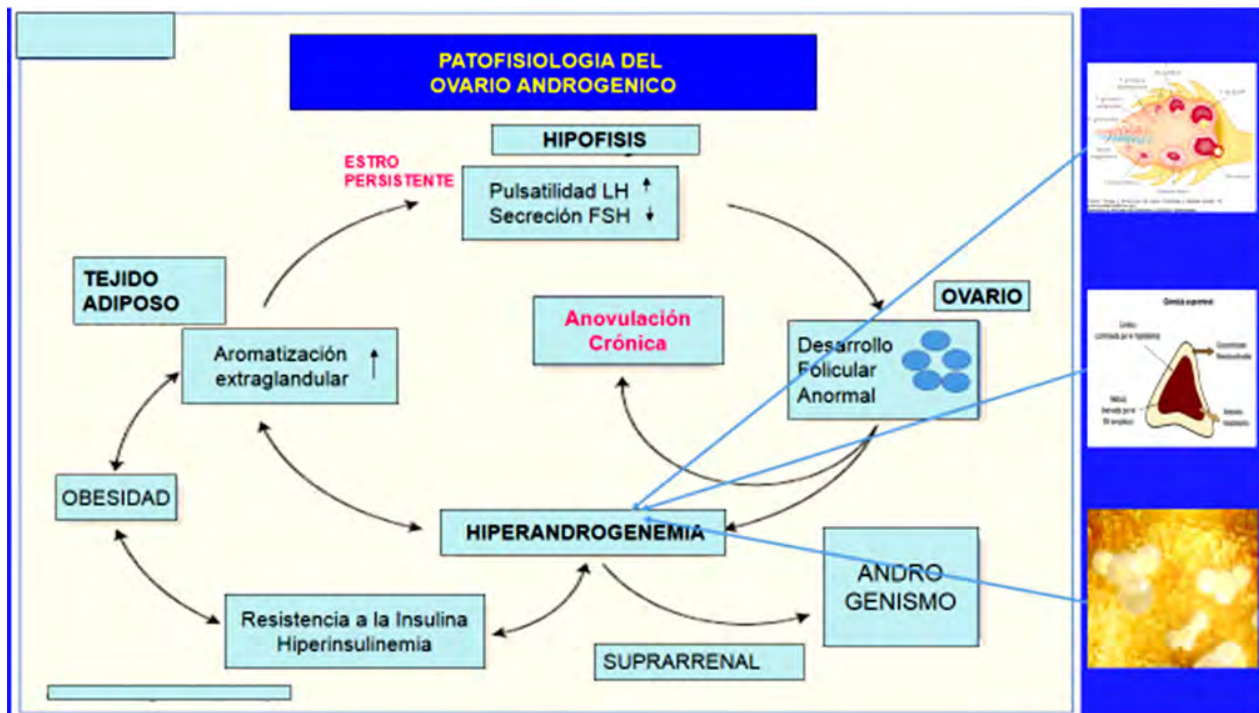 PATOFISIOLOGIA DEL
OVARIO ANDROGENICO
HIPOFISIS
ESTRO
PERSISTENTE
Pulsatilidad LH
Secreción FSH
TEJIDO
ADIPOSO
Aromatización
extraglandular
Anovulación
Crónica
OVARIO
Desarrollo
Folicular
Anormal
OBESIDAD
HIPERANDROGENEMIA
ANDRO
GENISMO
Resistencia a la Insulina
Hiperinsulinemia
SUPRARRENAL